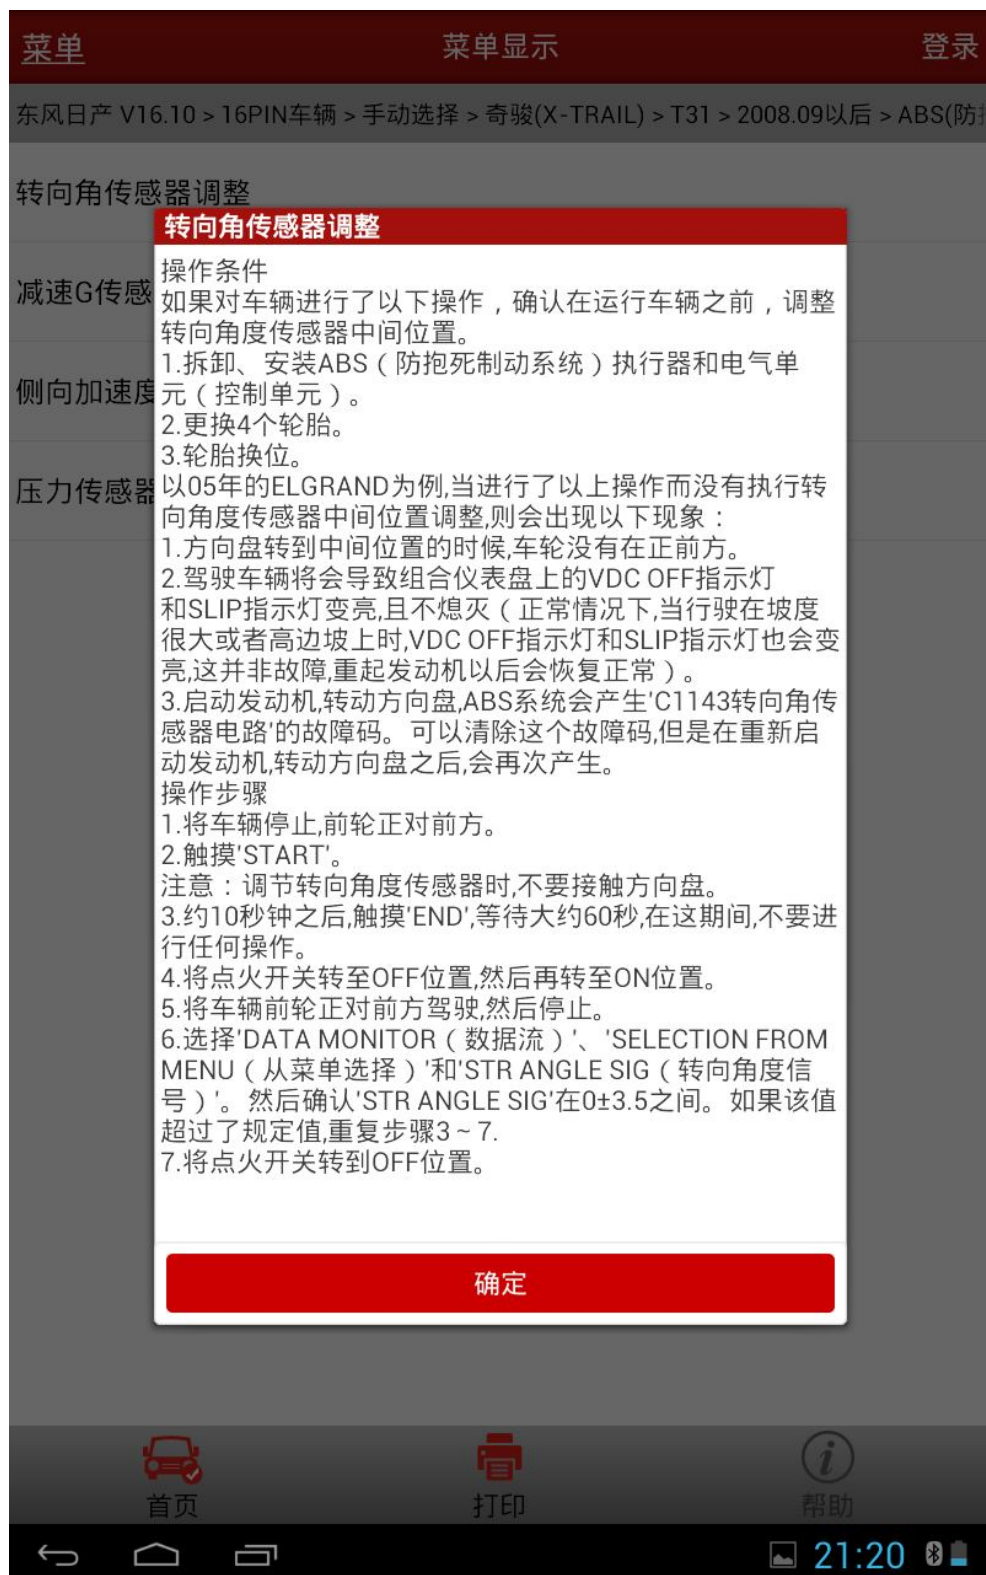 菜单
菜单显示
登录
东风日产 V16.10 > 16PIN车辆 > 手动选择 > 奇骏(X-TRAIL) > T31 > 2008.09以后 > ABS(防
转向角传感器调整
减速G传感
侧向加速度
压力传感器
转向角传感器调整
操作条件
如果对车辆进行了以下操作，确认在运行车辆之前，调整
转向角度传感器中间位置。
1.拆卸、安装ABS（防抱死制动系统）执行器和电气单
元（控制单元）。
2.更换4个轮胎。
3.轮胎换位。
以05年的ELGRAND为例,当进行了以上操作而没有执行转
向角度传感器中间位置调整,则会出现以下现象：
1.方向盘转到中间位置的时候,车轮没有在正前方。
2.驾驶车辆将会导致组合仪表盘上的VDC OFF指示灯
和SLIP指示灯变亮,且不熄灭（正常情况下,当行驶在坡度
很大或者高边坡上时,VDC OFF指示灯和SLIP指示灯也会变
亮,这并非故障,重起发动机以后会恢复正常）。
3.启动发动机,转动方向盘,ABS系统会产生'C1143转向角传
感器电路'的故障码。可以清除这个故障码,但是在重新启
动发动机,转动方向盘之后,会再次产生。
操作步骤
1.将车辆停止,前轮正对前方。
2.触摸'START'。
注意：调节转向角度传感器时,不要接触方向盘。
3.约10秒钟之后,触摸'END',等待大约60秒,在这期间,不要进
行任何操作。
4.将点火开关转至OFF位置,然后再转至ON位置。
5.将车辆前轮正对前方驾驶,然后停止。
6.选择'DATA MONITOR（数据流）'、'SELECTION FROM
MENU（从菜单选择）'和'STR ANGLE SIG（转向角度信
号）'。然后确认'STR ANGLE SIG'在0±3.5之间。如果该值
超过了规定值,重复步骤3～7.
7.将点火开关转到OFF位置。
确定
首页
打印
帮助
21:20